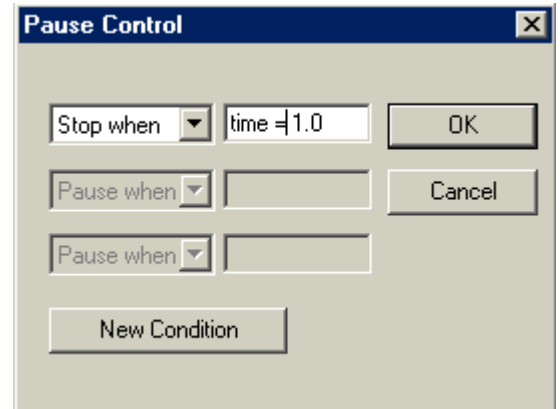 Pause Control
Stop when time = 1.0 OK
Pause when Cancel
Pause when
New Condition